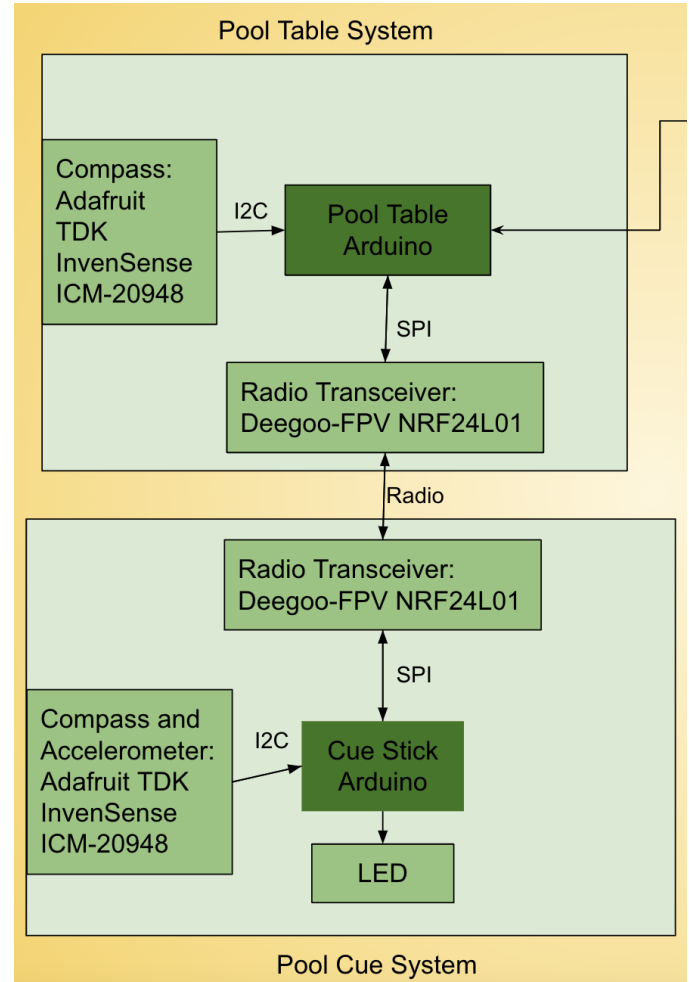 Pool Table System
Compass:
Adafruit
TDK
InvenSense
ICM-20948
I2C
Pool Table
Arduino
SPI
Radio Transceiver:
Deegoo-FPV NRF24L01
Radio
Radio Transceiver:
Deegoo-FPV NRF24L01
SPI
Compass and
Accelerometer:
Adafruit TDK
InvenSense
ICM-20948
I2C
Cue Stick
Arduino
LED
Pool Cue System